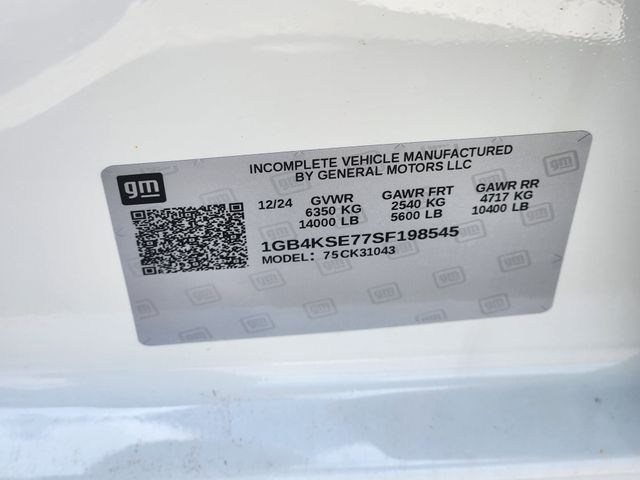 gm
INCOMPLETE VEHICLE MANUFACTURED
BY GENERAL MOTORS LLC
12/24 GVWR GAWR FRT GAWR RR
6350 KG 2540 KG 4717 KG
14000 LB 5600 LB 10400 LB
1GB4KSE77SF198545
MODEL: 75CK31043